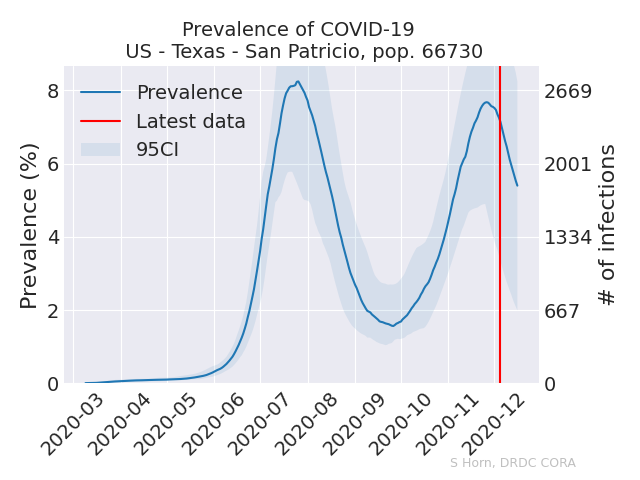 Prevalence of COVID-19
US - Texas - San Patricio, pop. 66730
Prevalence
Latest data
95CI
Prevalence (%)
8
6
4
2
0
2669
2001
1334
667
0
# of infections
2020-03
2020-04
2020-05
2020-06
2020-07
2020-08
2020-09
2020-10
2020-11
2020-12
S Horn, DRDC CORA